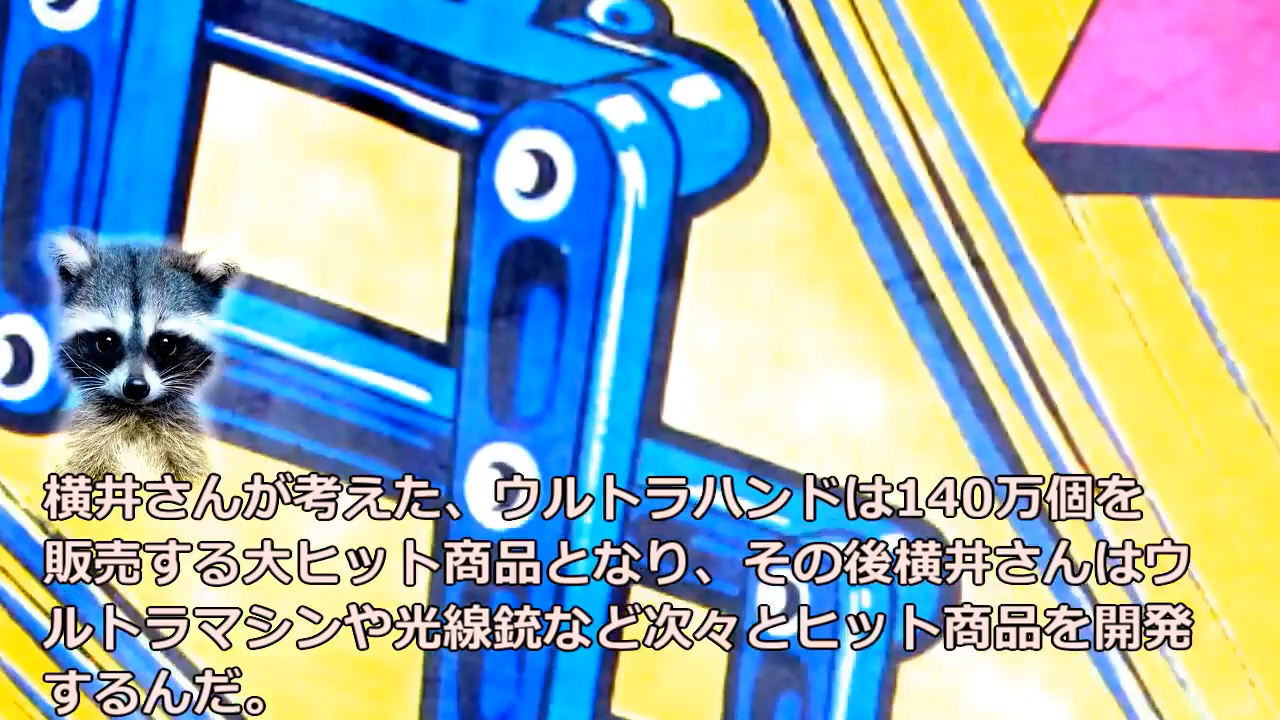 横井さんが考えた、ウルトラハンドは140万個を
販売する大ヒット商品となり、その後横井さんはウ
ルトラマシンや光線銃など次々とヒット商品を開発
するんだ。